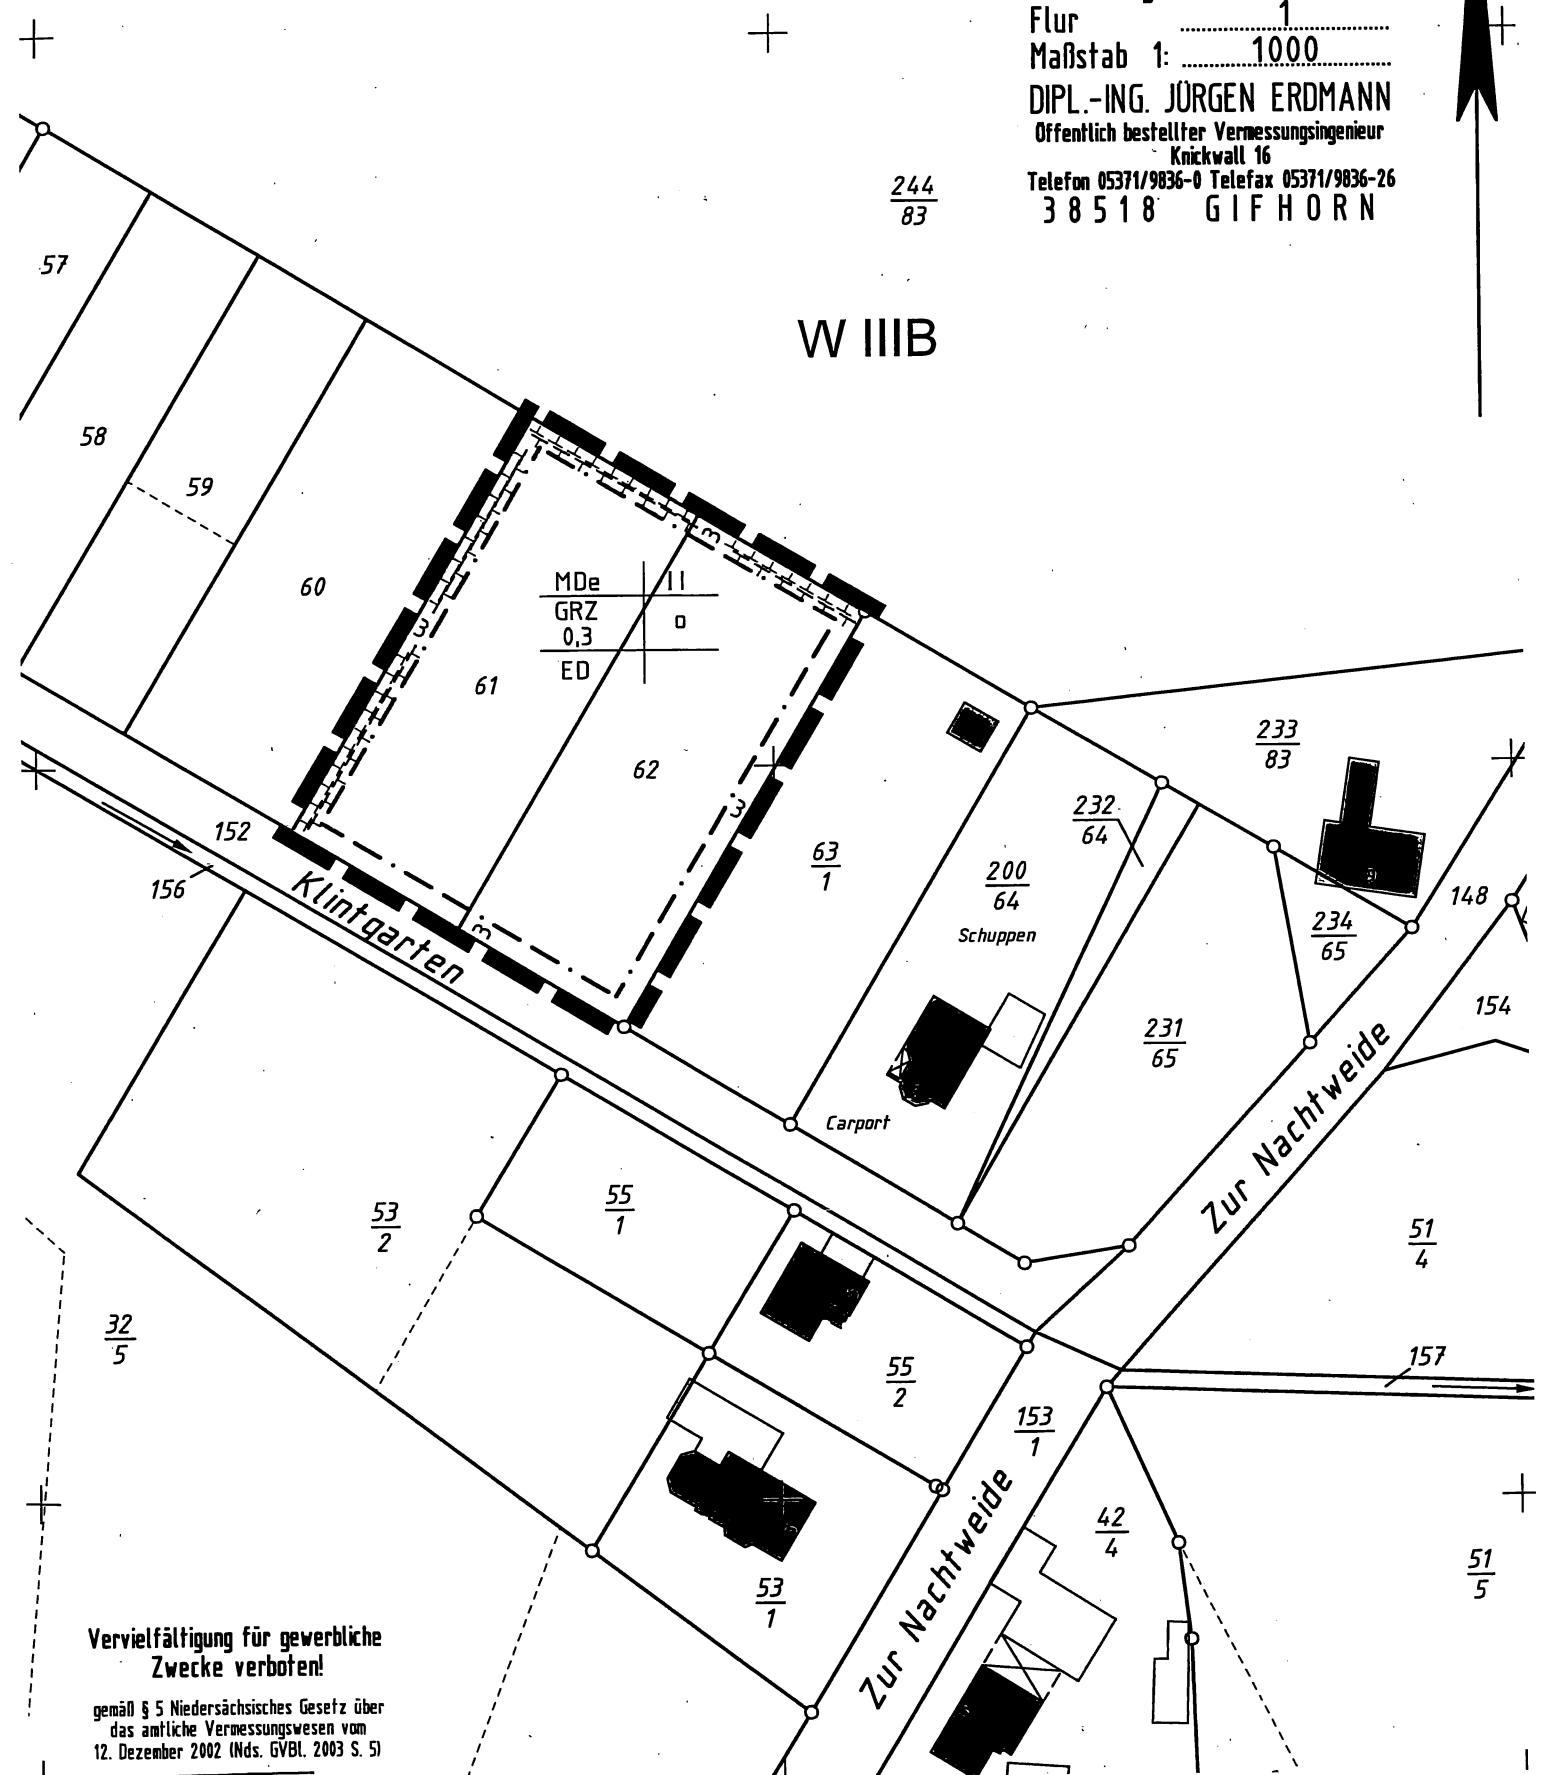 Flur 1
Maßstab 1: 1000
DIPL.-ING. JÜRGEN ERDMANN
Öffentlich bestellter Vermessungsingenieur
Knickwall 16
Telefon 05371/9836-0 Telefax 05371/9836-26
38518 GIFHORN
244
83
W IIIB
57
58
59
60
MDe II
GRZ o
0,3
ED
3
3
3
3
61
62
63
1
152
156
Klintgarten
200
64
Schuppen
232
64
233
83
234
65
148
154
231
65
Carport
Zur Nachtweide
53
2
55
1
32
5
51
4
55
2
157
153
1
42
4
51
5
53
1
Zur Nachtweide
Vervielfältigung für gewerbliche
Zwecke verboten!
gemäß § 5 Niedersächsisches Gesetz über
das amtliche Vermessungswesen vom
12. Dezember 2002 (Nds. GVBl. 2003 S. 5)